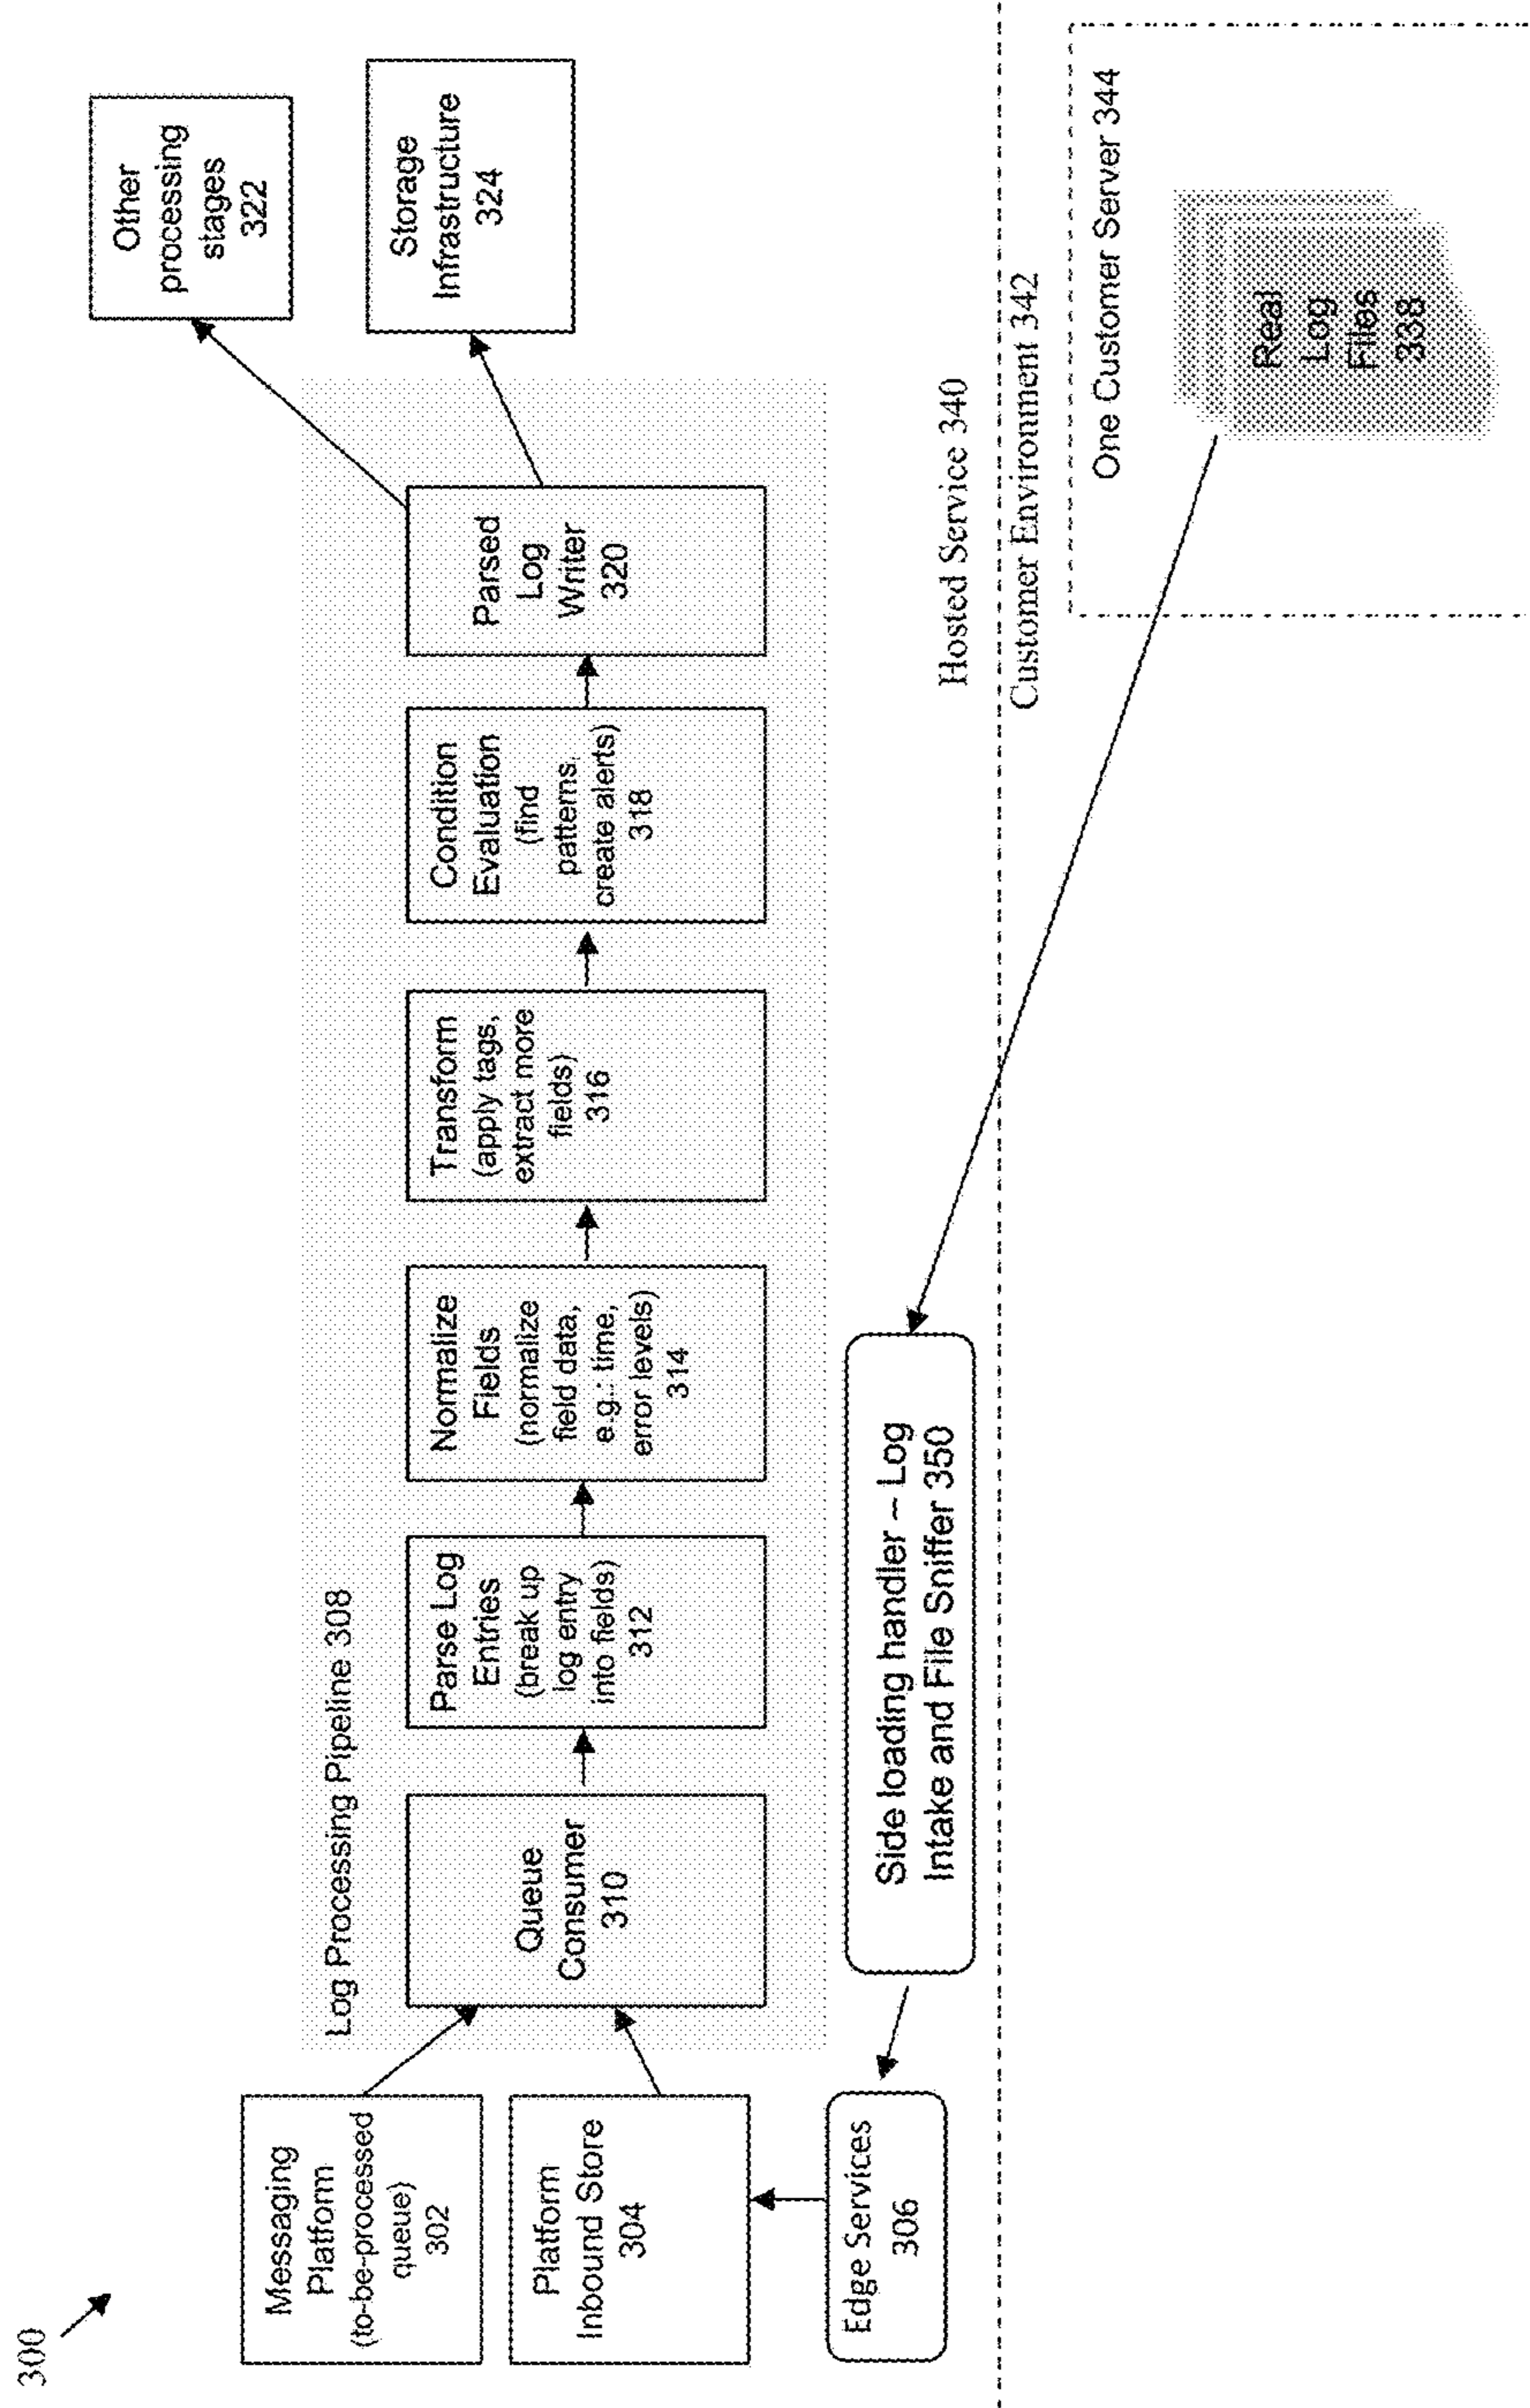 300
Messaging
Platform
(to-be-processed
queue)
302
Platform
Inbound Store
304
Edge Services
306
Log Processing Pipeline 308
Queue
Consumer
310
Parse Log
Entries
(break up
log entry
into fields)
312
Normalize
Fields
(normalize
field data,
e.g.: time,
error levels)
314
Transform
(apply tags,
extract more
fields)
316
Condition
Evaluation
(find
patterns,
create alerts)
318
Parsed
Log
Writer
320
Other
processing
stages
322
Storage
Infrastructure
324
Side loading handler – Log
Intake and File Sniffer 350
Hosted Service 340
Customer Environment 342
One Customer Server 344
Real
Log
Files
338